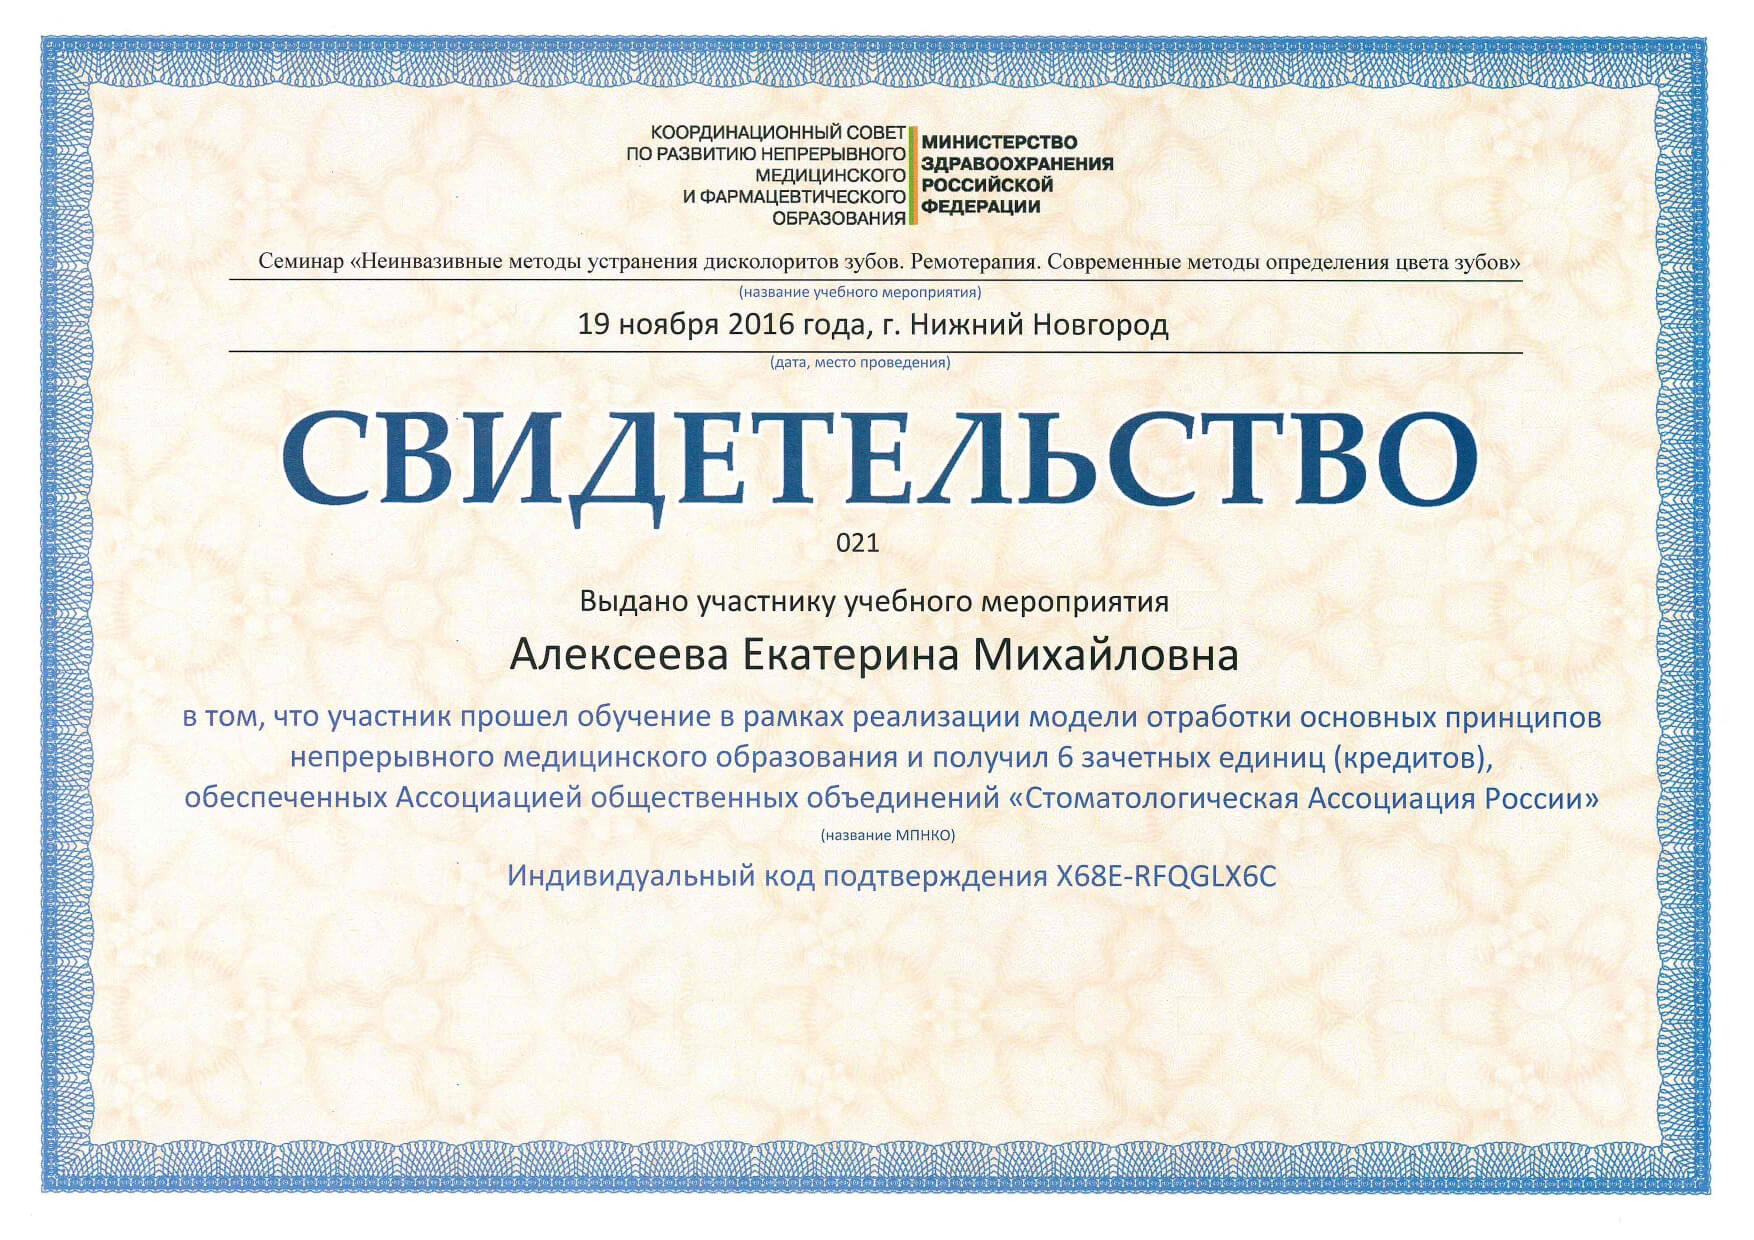 КООРДИНАЦИОННЫЙ СОВЕТ
ПО РАЗВИТИЮ НЕПРЕРЫВНОГО
МЕДИЦИНСКОГО
И ФАРМАЦЕВТИЧЕСКОГО
ОБРАЗОВАНИЯ
МИНИСТЕРСТВО
ЗДРАВООХРАНЕНИЯ
РОССИЙСКОЙ
ФЕДЕРАЦИИ
Семинар «Неинвазивные методы устранения дисколоритов зубов. Ремотерапия. Современные методы определения цвета зубов»
(название учебного мероприятия)
19 ноября 2016 года, г. Нижний Новгород
(дата, место проведения)
СВИДЕТЕЛЬСТВО
021
Выдано участнику учебного мероприятия
Алексеева Екатерина Михайловна
в том, что участник прошел обучение в рамках реализации модели отработки основных принципов
непрерывного медицинского образования и получил 6 зачетных единиц (кредитов),
обеспеченных Ассоциацией общественных объединений «Стоматологическая Ассоциация России»
(название МПНКО)
Индивидуальный код подтверждения X68E-RFQGLX6C